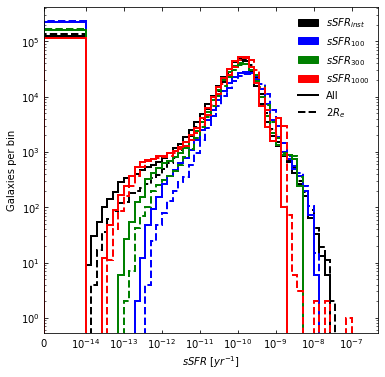 Galaxies per bin
10^5
10^4
10^3
10^2
10^1
10^0
0 10^-14 10^-13 10^-12 10^-11 10^-10 10^-9 10^-8 10^-7
sSFR [yr^-1]
sSFR_Inst
sSFR_100
sSFR_300
sSFR_1000
All
2R_e